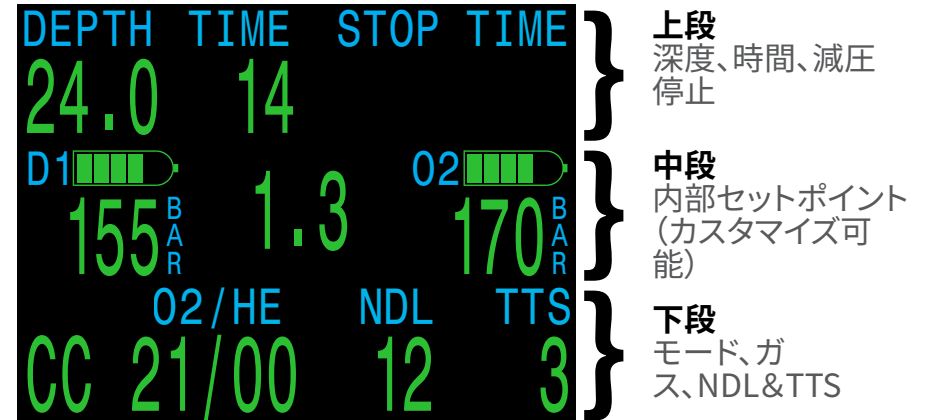 DEPTH TIME STOP TIME
24.0 14
D1 O2
155 BAR 1.3 170 BAR
O2/HE NDL TTS
CC 21/00 12 3
上段
深度、時間、減圧
停止
中段
内部セットポイント
（カスタマイズ可
能）
下段
モード、ガ
ス、NDL&TTS